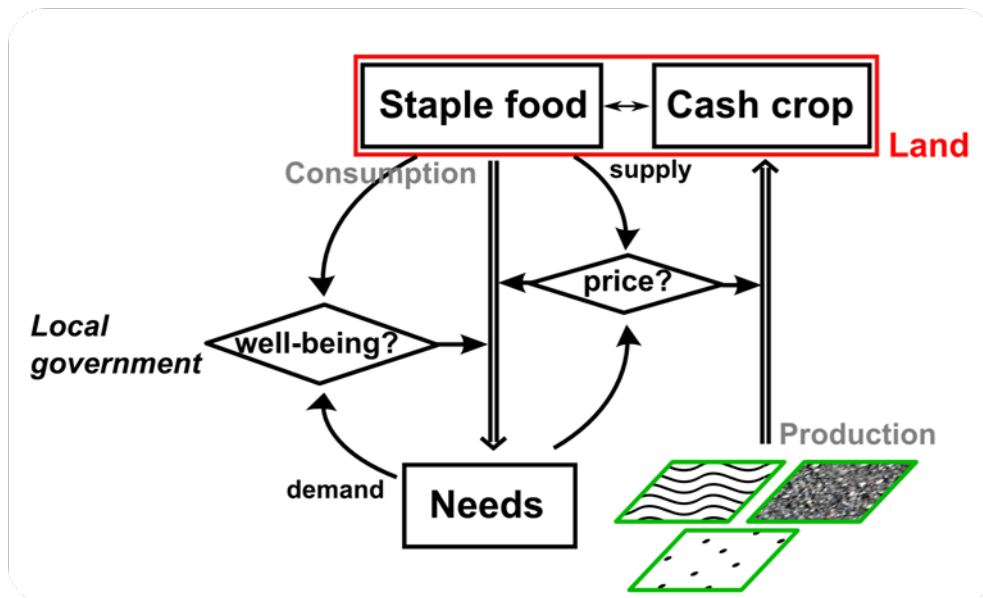 Staple food
Cash crop
Land
Consumption
supply
price?
Local
government
well-being?
Production
demand
Needs